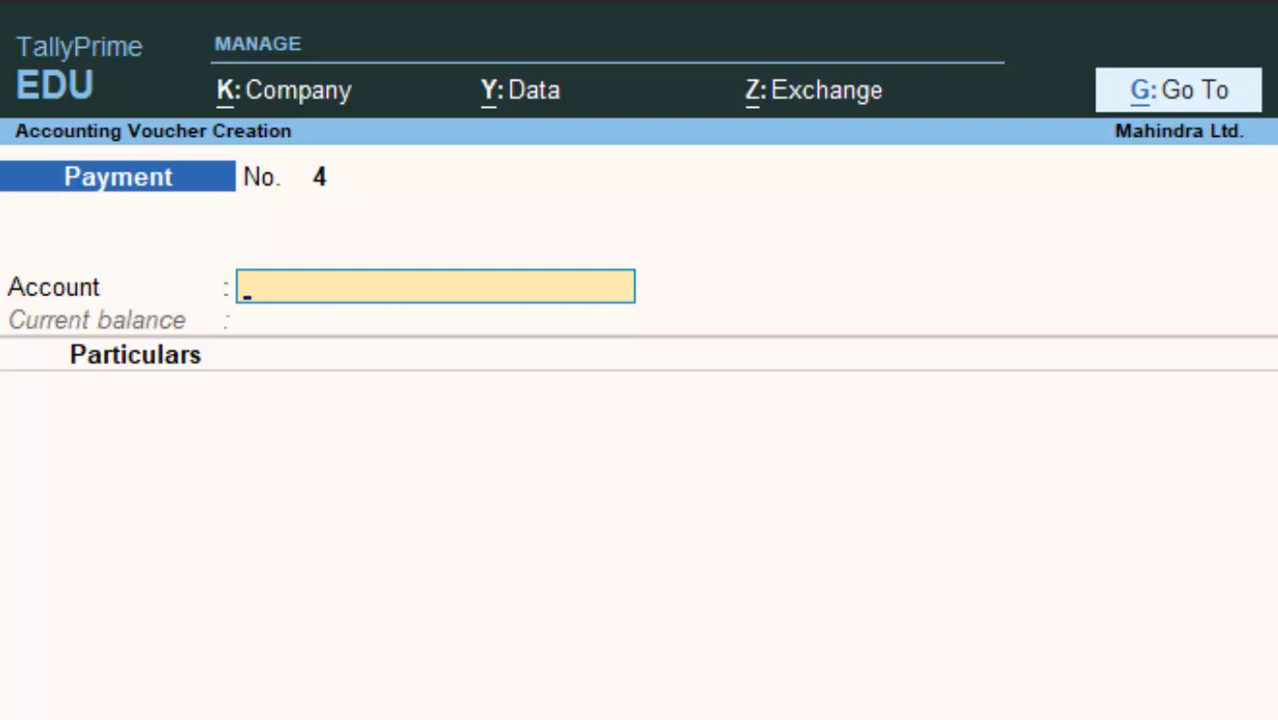 TallyPrime
EDU
MANAGE
K: Company Y: Data Z: Exchange G: Go To
Accounting Voucher Creation Mahindra Ltd.
Payment No. 4
Account :
Current balance :
Particulars